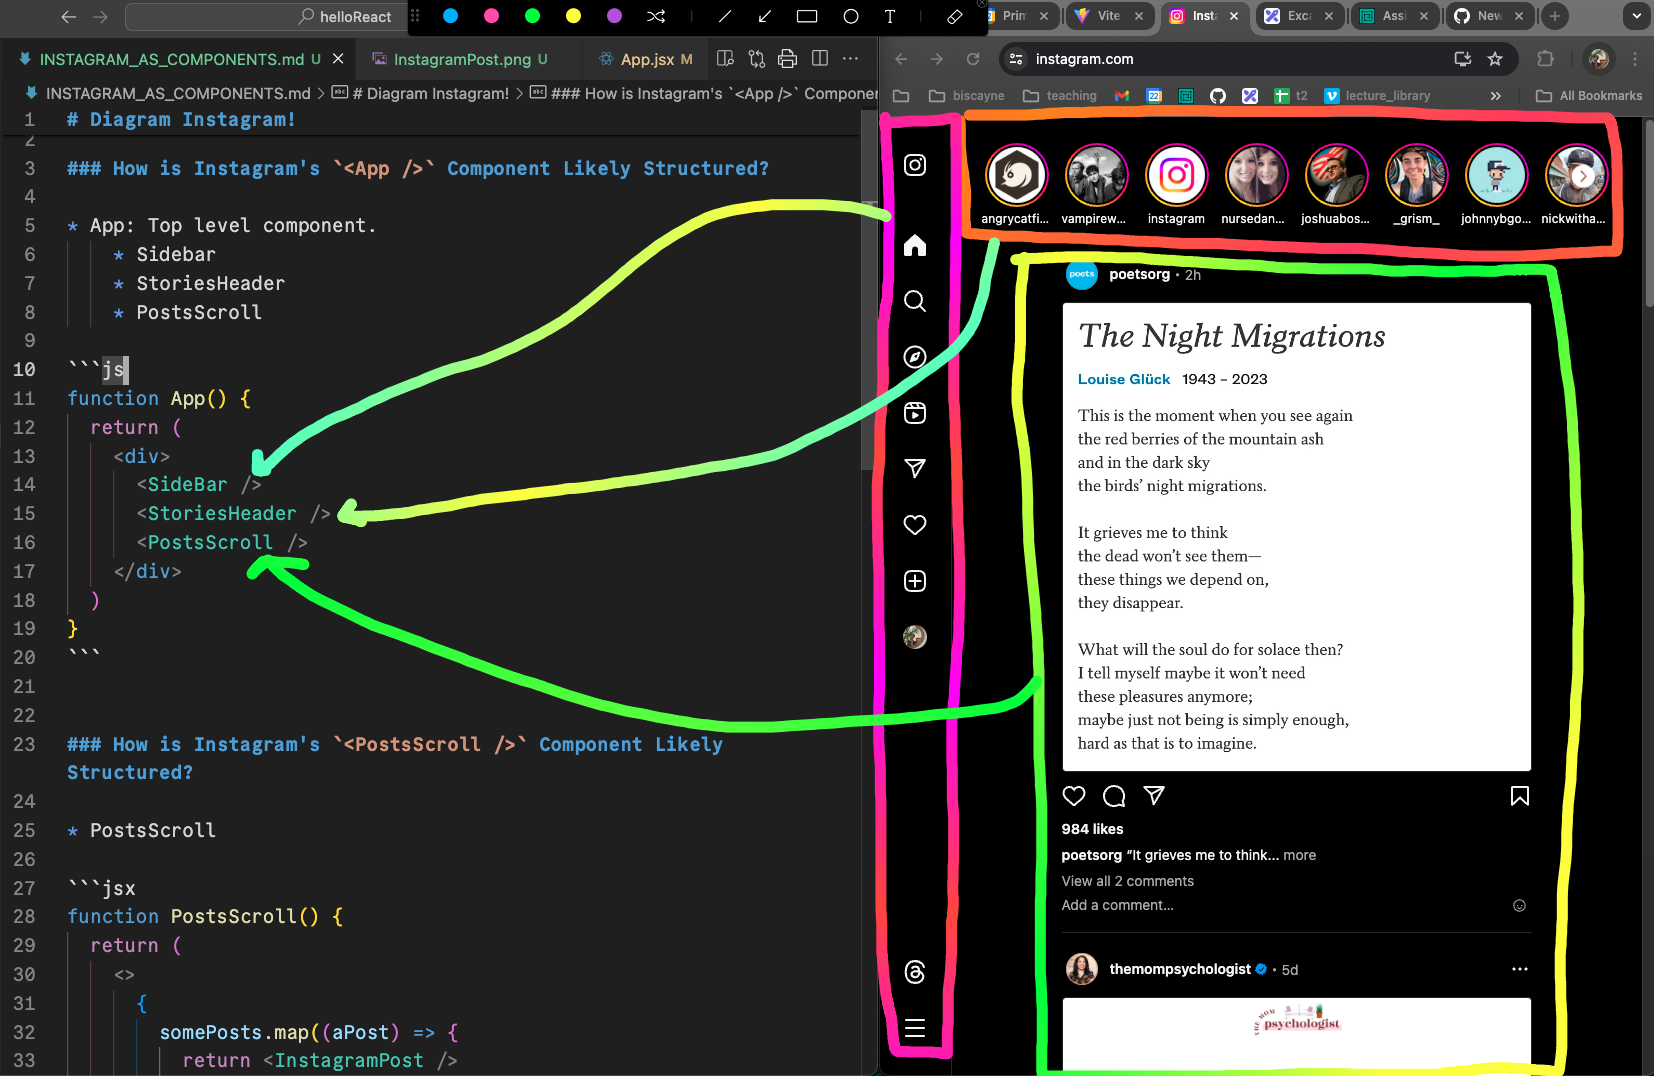 helloReact
T
Prim
Vite
Inst
Exca
Assi
New
INSTAGRAM_AS_COMPONENTS.md U
InstagramPost.png U
App.jsx M
instagram.com
INSTAGRAM_AS_COMPONENTS.md > # Diagram Instagram! > ### How is Instagram's `<App />` Componen
biscayne
teaching
22
t2
lecture_library
»
All Bookmarks
1 # Diagram Instagram!
2
3 ### How is Instagram's `<App />` Component Likely Structured?
4
5 * App: Top level component.
6 * Sidebar
7 * StoriesHeader
8 * PostsScroll
9
10 ```js
11 function App() {
12 return (
13 <div>
14 <SideBar />
15 <StoriesHeader />
16 <PostsScroll />
17 </div>
18 )
19 }
20 ```
21
22
23 ### How is Instagram's `<PostsScroll />` Component Likely
Structured?
24
25 * PostsScroll
26
27 ```jsx
28 function PostsScroll() {
29 return (
30 <>
31 {
32 somePosts.map((aPost) => {
33 return <InstagramPost />
angrycatfi...
vampirew...
instagram
nursedan...
joshuabos...
_grism_
johnnybgo...
nickwitha...
poets
poetsorg • 2h
The Night Migrations
Louise Glück 1943 – 2023
This is the moment when you see again
the red berries of the mountain ash
and in the dark sky
the birds’ night migrations.
It grieves me to think
the dead won’t see them—
these things we depend on,
they disappear.
What will the soul do for solace then?
I tell myself maybe it won’t need
these pleasures anymore;
maybe just not being is simply enough,
hard as that is to imagine.
984 likes
poetsorg “It grieves me to think... more
View all 2 comments
Add a comment...
themompsychologist • 5d
THE MOM
psychologist